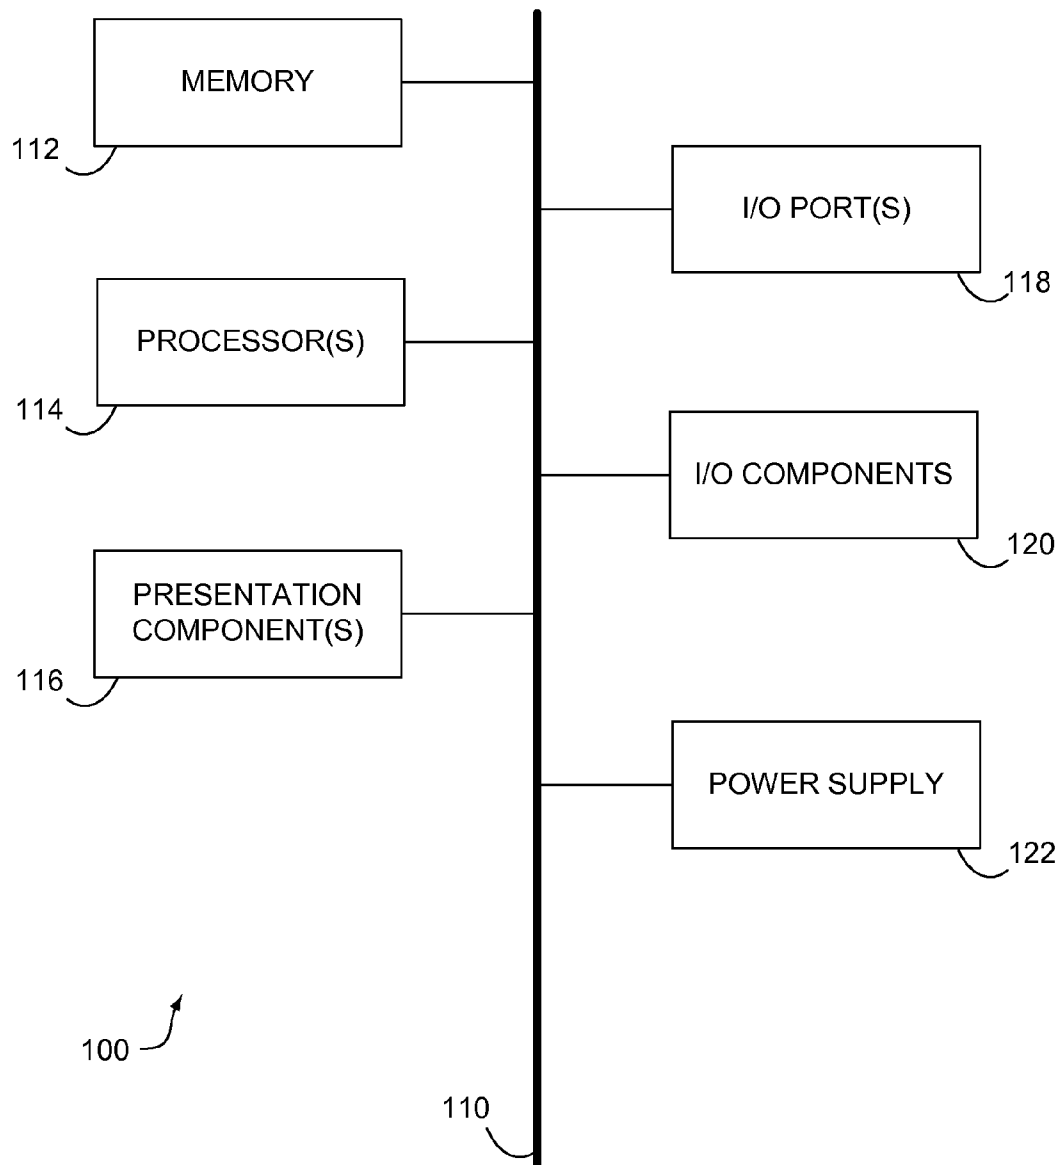 MEMORY
112
I/O PORT(S)
118
PROCESSOR(S)
114
I/O COMPONENTS
120
PRESENTATION
COMPONENT(S)
116
POWER SUPPLY
122
100
110